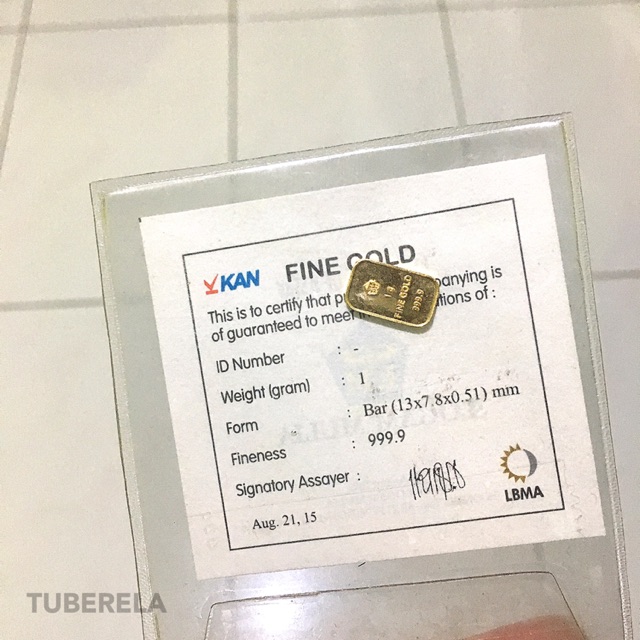 KAN
FINE GOLD
This is to certify that panying is
of guaranteed to meet tions of :
ID Number : -
Weight (gram) : 1
Form : Bar (13x7.8x0.51) mm
Fineness : 999.9
Signatory Assayer :
Aug. 21, 15
LBMA
1 g
FINE GOLD
999.9
TUBERELA